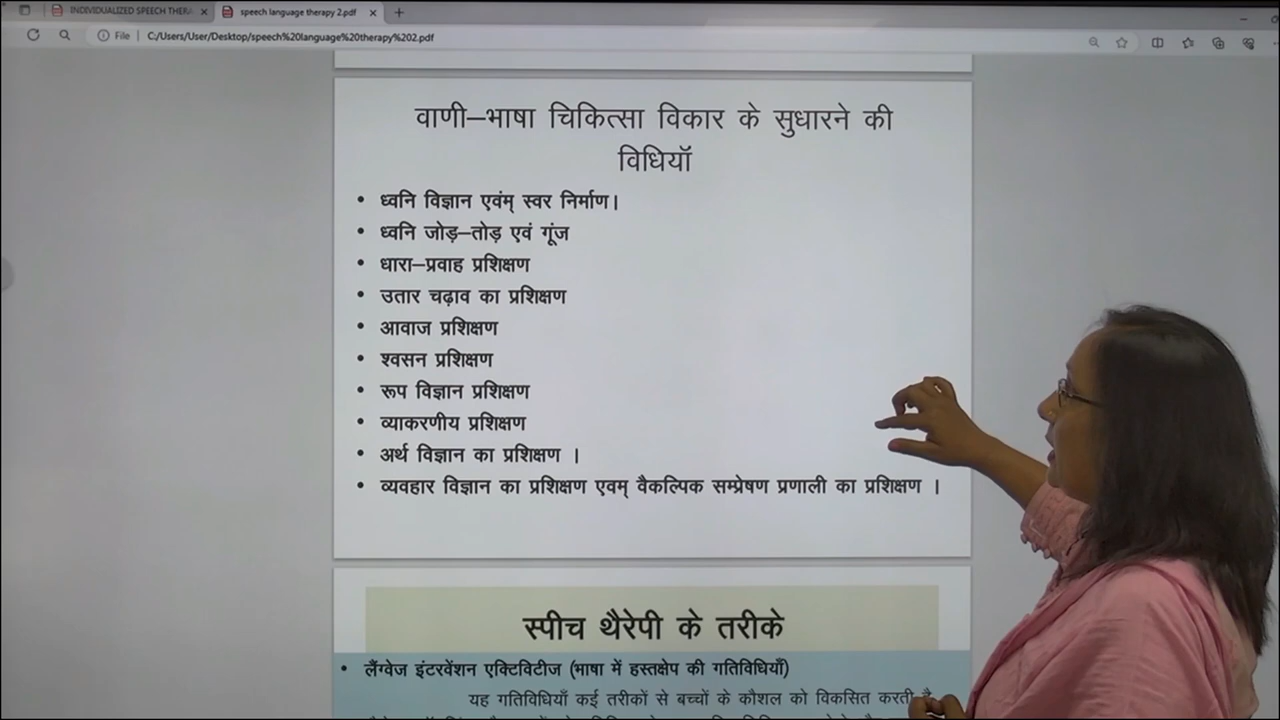 INDIVIDUALIZED SPEECH THER
speech language therapy 2.pdf
File C:/Users/User/Desktop/speech%20language%20therapy%202.pdf
वाणी–भाषा चिकित्सा विकार के सुधारने की
विधियॉ
• ध्वनि विज्ञान एवंम् स्वर निर्माण।
• ध्वनि जोड़–तोड़ एवं गूंज
• धारा–प्रवाह प्रशिक्षण
• उतार चढ़ाव का प्रशिक्षण
• आवाज प्रशिक्षण
• श्वसन प्रशिक्षण
• रूप विज्ञान प्रशिक्षण
• व्याकरणीय प्रशिक्षण
• अर्थ विज्ञान का प्रशिक्षण ।
• व्यवहार विज्ञान का प्रशिक्षण एवम् वैकल्पिक सम्प्रेषण प्रणाली का प्रशिक्षण ।
स्पीच थैरेपी के तरीके
• लैंग्वेज इंटरवेंशन एक्टिविटीज (भाषा में हस्तक्षेप की गतिविधियाँ)
यह गतिविधियाँ कई तरीकों से बच्चों के कौशल को विकसित करती